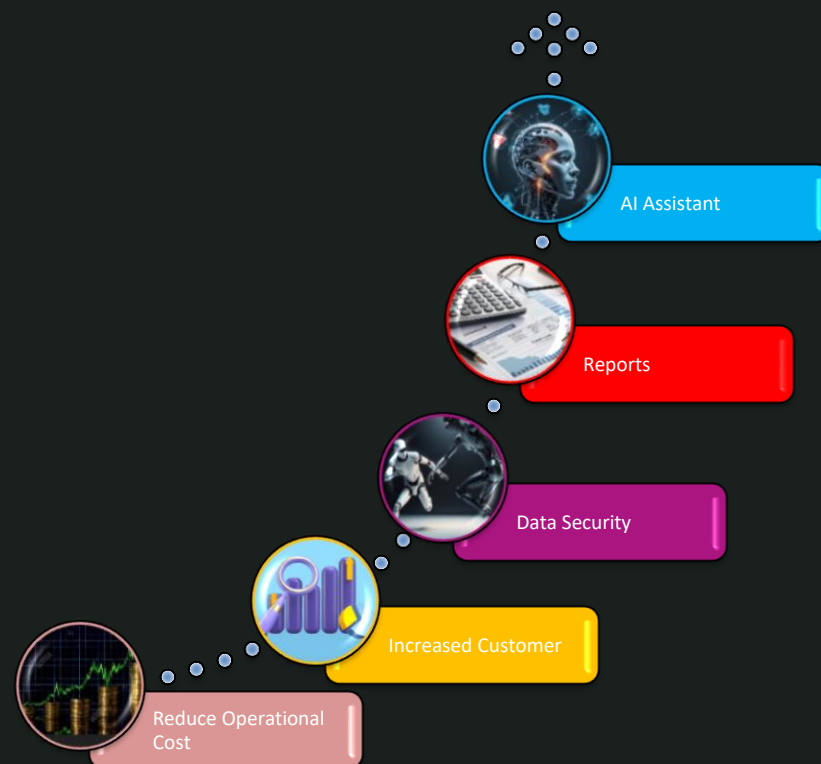 AI Assistant
Reports
Data Security
Increased Customer
Reduce Operational
Cost